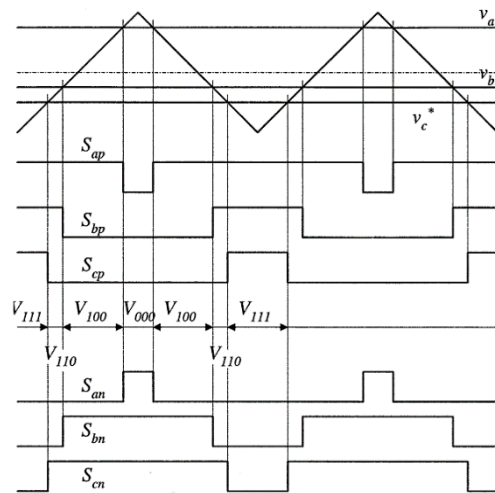 v_a
v_b
v_c*
S_ap
S_bp
S_cp
V_111 V_100 V_000 V_100 V_111
V_110 V_110
S_an
S_bn
S_cn